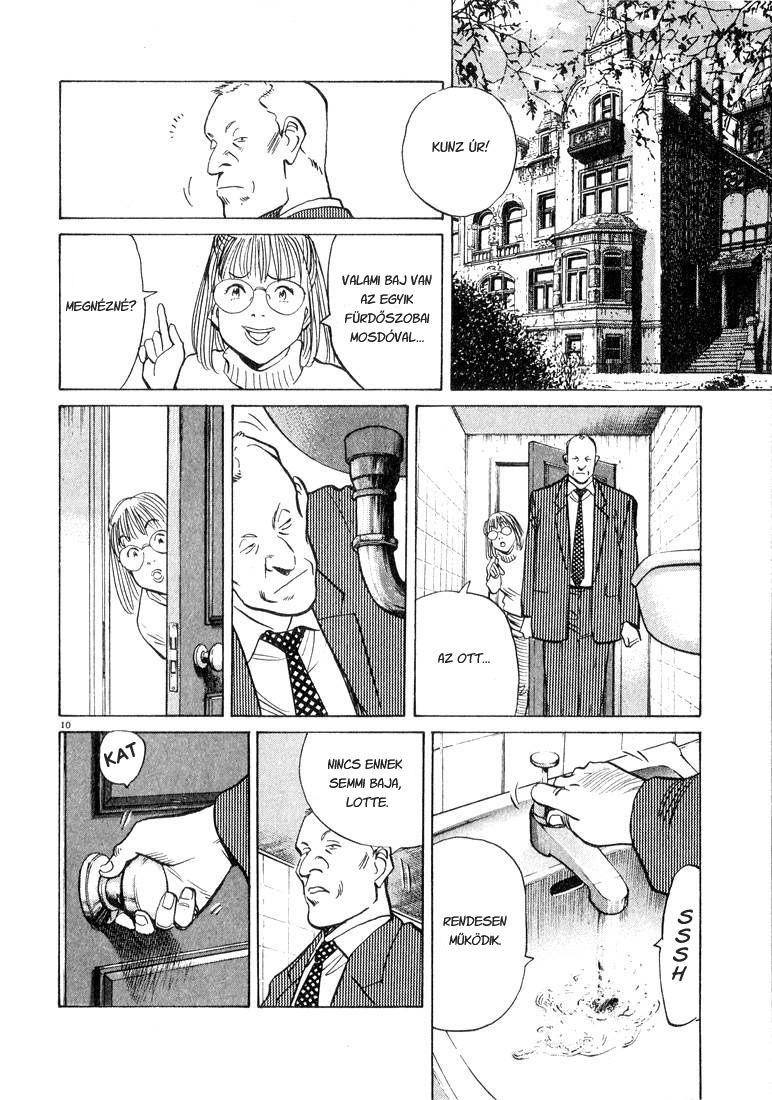 KUNZ ÚR!
VALAMI BAJ VAN
AZ EGYIK
FÜRDŐSZOBAI
MOSDÓVAL...
MEGNÉZNÉ?
AZ OTT...
10
SSSH
RENDESEN
MŰKÖDIK.
NINCS ENNEK
SEMMI BAJA,
LOTTE.
KAT